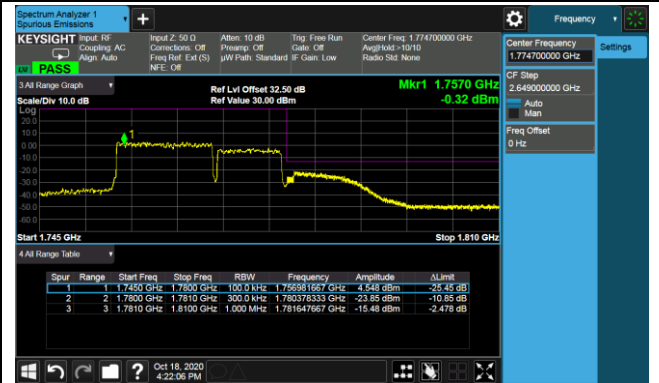 Spectrum Analyzer 1
Spurious Emissions
Frequency
KEYSIGHT
Input: RF
Coupling: AC
Align: Auto
Input Z: 50 Ω
Corrections: Off
Freq Ref: Ext (S)
NFE: Off
Atten: 10 dB
Preamp: Off
µW Path: Standard
Trig: Free Run
Gate: Off
IF Gain: Low
Center Freq: 1.774700000 GHz
Avg|Hold:>10/10
Radio Std: None
PASS
Center Frequency
1.774700000 GHz
Settings
CF Step
2.649000000 GHz
Auto
Man
Freq Offset
0 Hz
3 All Range Graph
Scale/Div 10.0 dB
Ref Lvl Offset 32.50 dB
Ref Value 30.00 dBm
Mkr1 1.7570 GHz
-0.32 dBm
Log
20.0
10.0
0.00
-10.0
-20.0
-30.0
-40.0
-50.0
-60.0
1
Start 1.745 GHz
Stop 1.810 GHz
4 All Range Table
Spur Range Start Freq Stop Freq RBW Frequency Amplitude ΔLimit
1 1 1.7450 GHz 1.7800 GHz 100.0 kHz 1.756981667 GHz 4.548 dBm -25.45 dB
2 2 1.7800 GHz 1.7810 GHz 300.0 kHz 1.780378333 GHz -23.85 dBm -10.85 dB
3 3 1.7810 GHz 1.8100 GHz 1.000 MHz 1.781647667 GHz -15.48 dBm -2.478 dB
?
Oct 18, 2020
4:22:06 PM